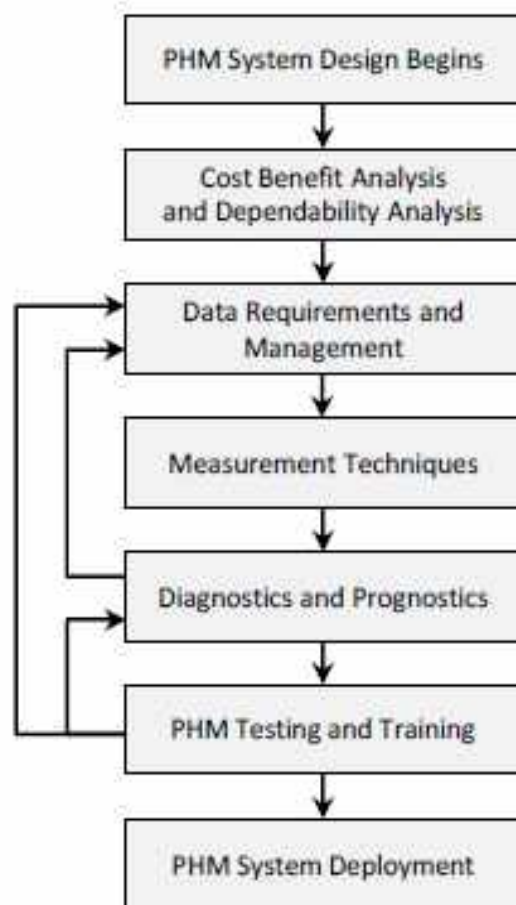 PHM System Design Begins
Cost Benefit Analysis
and Dependability Analysis
Data Requirements and
Management
Measurement Techniques
Diagnostics and Prognostics
PHM Testing and Training
PHM System Deployment